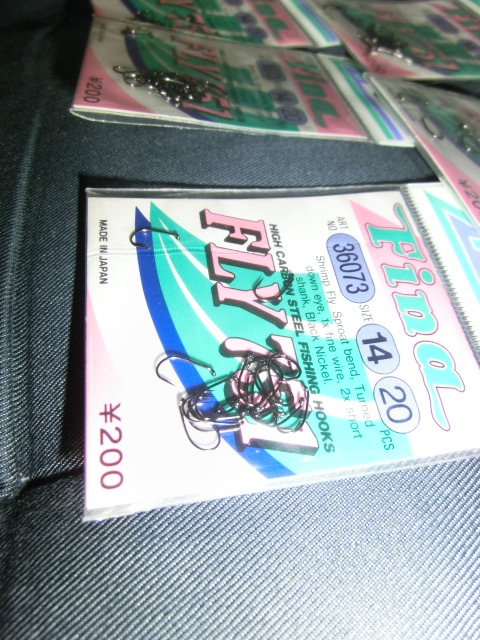 Fina
ART
NO
36073
SIZE
14
20
PCS
Shrimp Fly. Sproat bend. Turned
down eye, 1x fine wire. 2x short
shank, Black Nickel.
HIGH CARBON STEEL FISHING HOOKS
FLY
MADE IN JAPAN
¥200
¥200